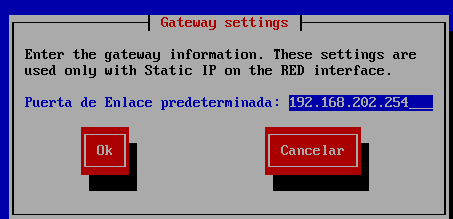 Gateway settings
Enter the gateway information. These settings are
used only with Static IP on the RED interface.
Puerta de Enlace predeterminada: 192.168.202.254___
Ok Cancelar